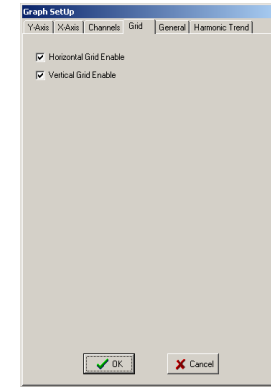 Graph SetUp
Y-Axis X-Axis Channels Grid General Harmonic Trend
Horizontal Grid Enable
Vertical Grid Enable
OK Cancel